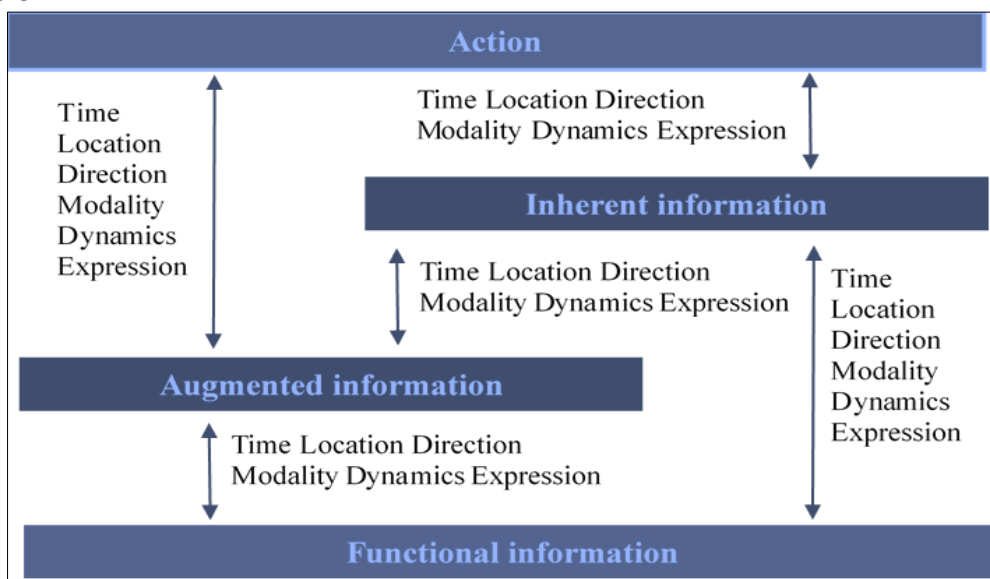 Action
Time
Location
Direction
Modality
Dynamics
Expression
Time Location Direction
Modality Dynamics Expression
Inherent information
Time Location Direction
Modality Dynamics Expression
Time
Location
Direction
Modality
Dynamics
Expression
Augmented information
Time Location Direction
Modality Dynamics Expression
Functional information